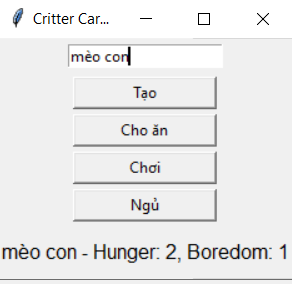 Critter Car...
mèo con
Tạo
Cho ăn
Chơi
Ngủ
mèo con - Hunger: 2, Boredom: 1